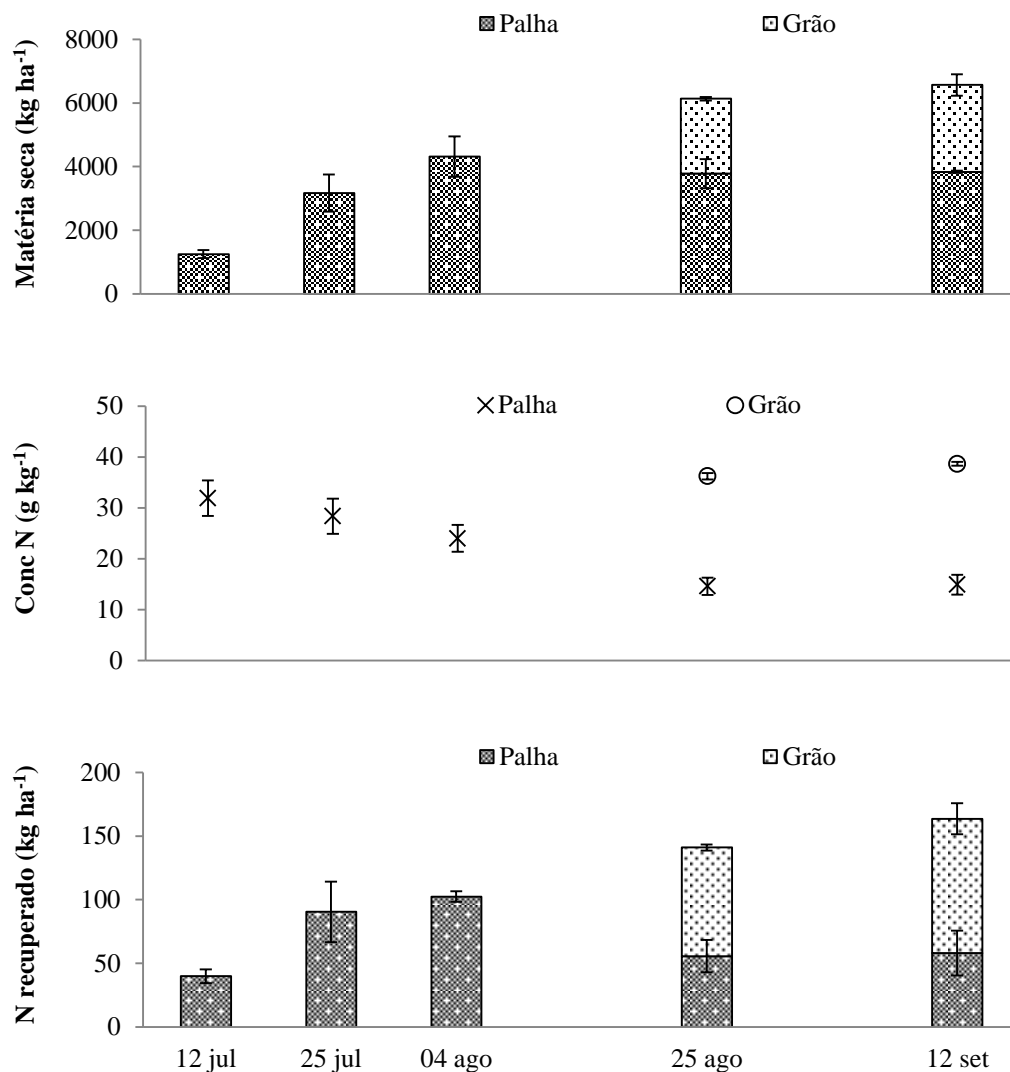 Palha Grão
Matéria seca (kg ha-1)
8000
6000
4000
2000
0
Palha Grão
Conc N (g kg-1)
50
40
30
20
10
0
Palha Grão
N recuperado (kg ha-1)
200
150
100
50
0
12 jul 25 jul 04 ago 25 ago 12 set